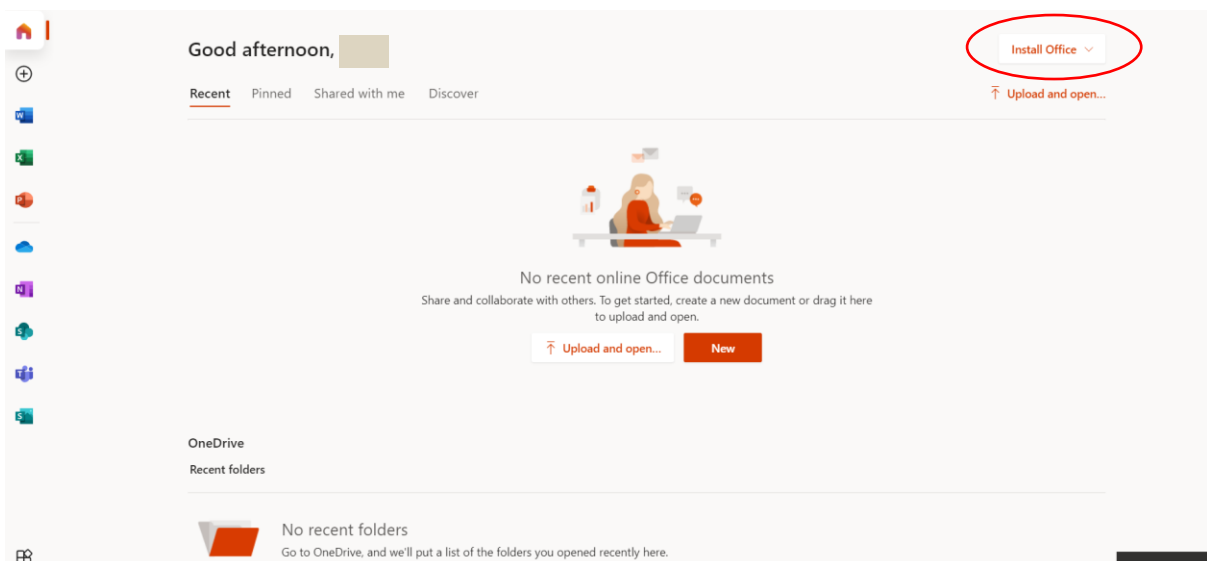 Good afternoon,
Install Office
Recent Pinned Shared with me Discover
Upload and open...
No recent online Office documents
Share and collaborate with others. To get started, create a new document or drag it here
to upload and open.
Upload and open... New
OneDrive
Recent folders
No recent folders
Go to OneDrive, and we'll put a list of the folders you opened recently here.